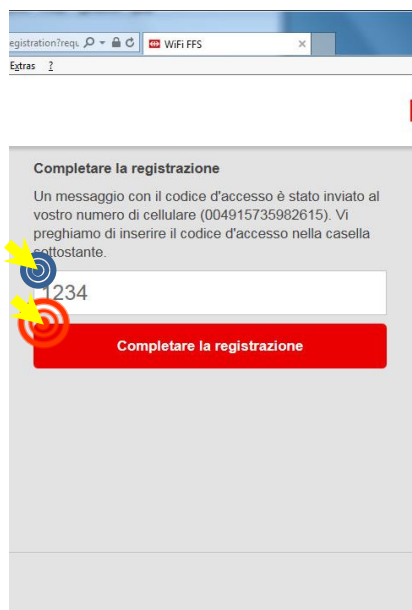 egistration?requ
WiFi FFS
Extras ?
Completare la registrazione
Un messaggio con il codice d'accesso è stato inviato al
vostro numero di cellulare (004915735982615). Vi
preghiamo di inserire il codice d'accesso nella casella
sottostante.
1234
Completare la registrazione